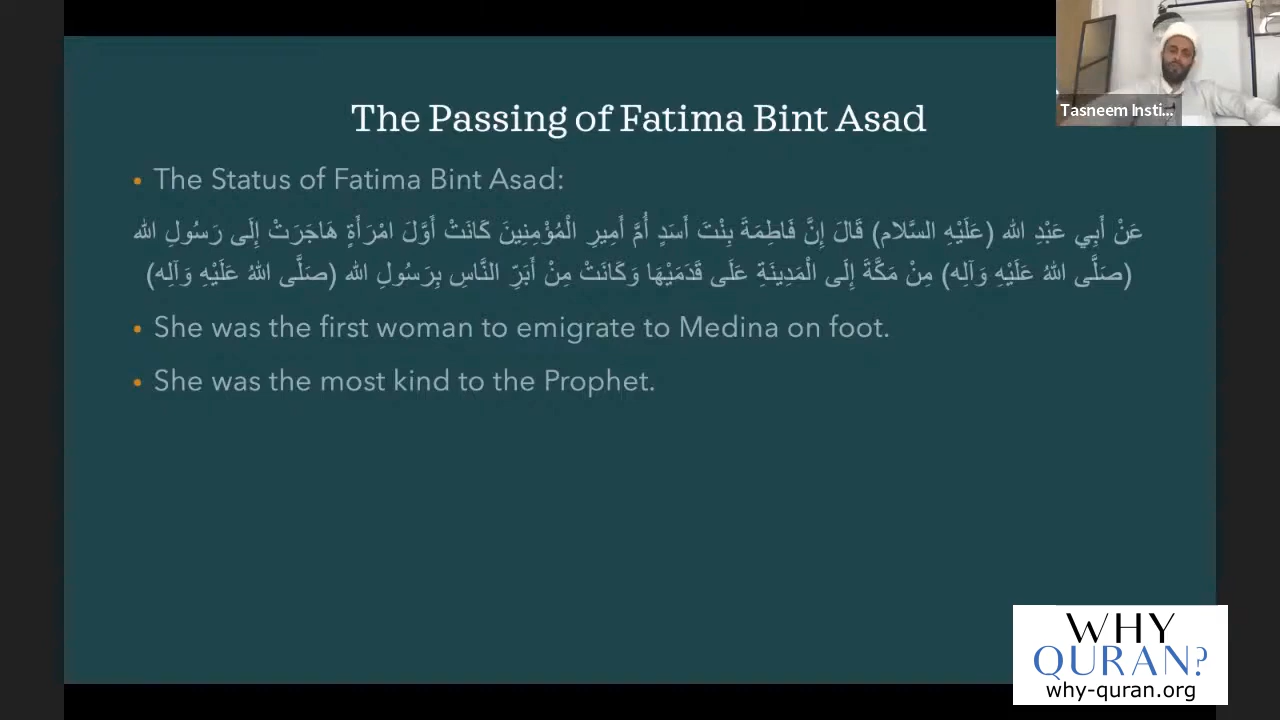 The Passing of Fatima Bint Asad
Tasneem Insti...
• The Status of Fatima Bint Asad:
عَنْ أَبِي عَبْدِ الله (عَلَيْهِ السَّلام) قَالَ إِنَّ فَاطِمَةَ بِنْتَ أَسَدٍ أُمَّ أَمِيرِ الْمُؤْمِنِينَ كَانَتْ أَوَّلَ امْرَأَةٍ هَاجَرَتْ إِلَى رَسُولِ الله
(صَلَّى اللهُ عَلَيْهِ وَآلِه) مِنْ مَكَّةَ إِلَى الْمَدِينَةِ عَلَى قَدَمَيْهَا وَكَانَتْ مِنْ أَبَرِّ النَّاسِ بِرَسُولِ الله (صَلَّى اللهُ عَلَيْهِ وَآلِه)
• She was the first woman to emigrate to Medina on foot.
• She was the most kind to the Prophet.
WHY
QURAN?
why-quran.org